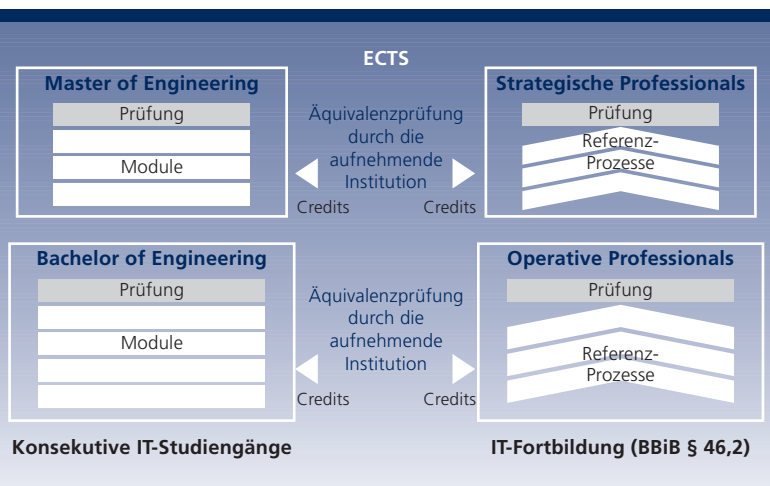 ECTS
Master of Engineering
Prüfung
Module
Äquivalenzprüfung
durch die
aufnehmende
Institution
Credits
Credits
Strategische Professionals
Prüfung
Referenz-
Prozesse
Bachelor of Engineering
Prüfung
Module
Äquivalenzprüfung
durch die
aufnehmende
Institution
Credits
Credits
Operative Professionals
Prüfung
Referenz-
Prozesse
Konsekutive IT-Studiengänge
IT-Fortbildung (BBiB § 46,2)